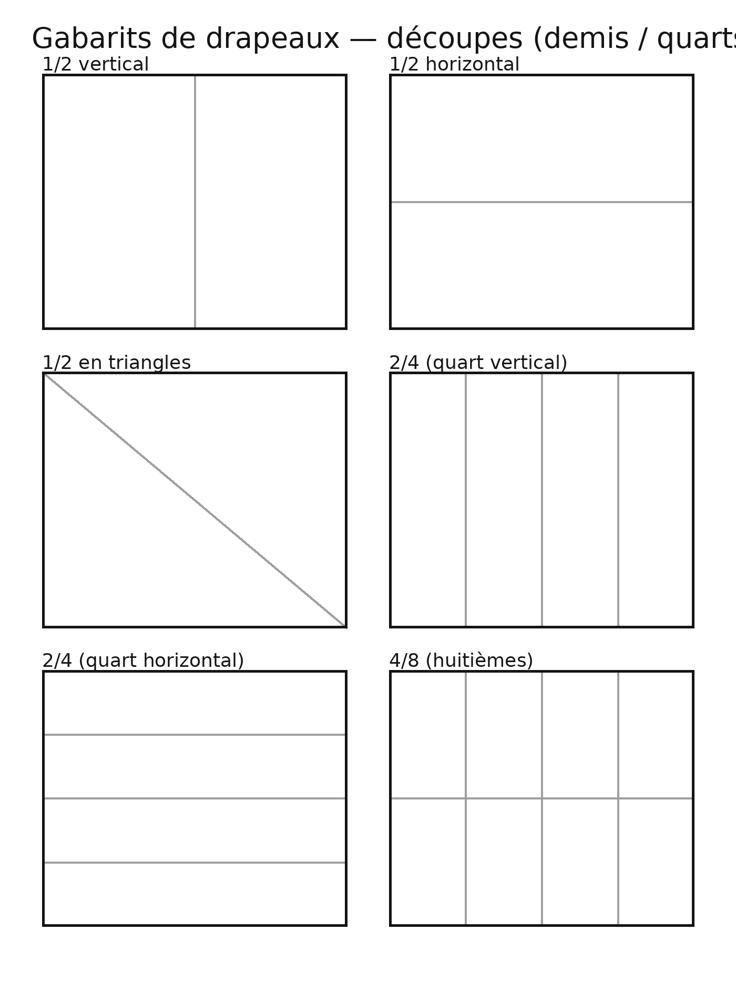 Gabarits de drapeaux — découpes (demis / quarts
1/2 vertical
1/2 horizontal
1/2 en triangles
2/4 (quart vertical)
2/4 (quart horizontal)
4/8 (huitièmes)